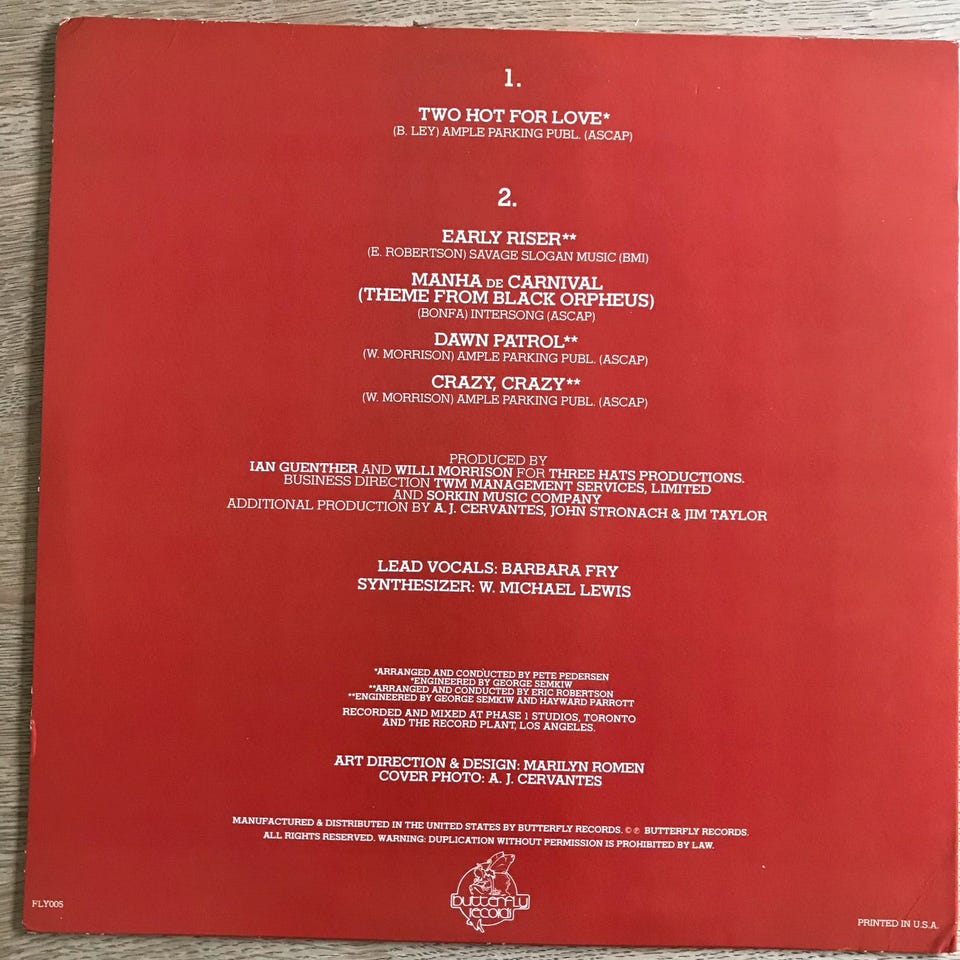 1.
TWO HOT FOR LOVE*
(B. LEY) AMPLE PARKING PUBL. (ASCAP)
2.
EARLY RISER**
(E. ROBERTSON) SAVAGE SLOGAN MUSIC (BMI)
MANHA DE CARNIVAL
(THEME FROM BLACK ORPHEUS)
(BONFA) INTERSONG (ASCAP)
DAWN PATROL**
(W. MORRISON) AMPLE PARKING PUBL. (ASCAP)
CRAZY, CRAZY**
(W. MORRISON) AMPLE PARKING PUBL. (ASCAP)
PRODUCED BY
IAN GUENTHER AND WILLI MORRISON FOR THREE HATS PRODUCTIONS.
BUSINESS DIRECTION TWM MANAGEMENT SERVICES, LIMITED
AND SORKIN MUSIC COMPANY
ADDITIONAL PRODUCTION BY A. J. CERVANTES, JOHN STRONACH & JIM TAYLOR
LEAD VOCALS: BARBARA FRY
SYNTHESIZER: W. MICHAEL LEWIS
*ARRANGED AND CONDUCTED BY PETE PEDERSEN
*ENGINEERED BY GEORGE SEMKIW
**ARRANGED AND CONDUCTED BY ERIC ROBERTSON
**ENGINEERED BY GEORGE SEMKIW AND HAYWARD PARROTT
RECORDED AND MIXED AT PHASE 1 STUDIOS, TORONTO
AND THE RECORD PLANT, LOS ANGELES.
ART DIRECTION & DESIGN: MARILYN ROMEN
COVER PHOTO: A. J. CERVANTES
MANUFACTURED & DISTRIBUTED IN THE UNITED STATES BY BUTTERFLY RECORDS. © ℗ BUTTERFLY RECORDS.
ALL RIGHTS RESERVED. WARNING: DUPLICATION WITHOUT PERMISSION IS PROHIBITED BY LAW.
butterfly
records
FLY005
PRINTED IN U.S.A.